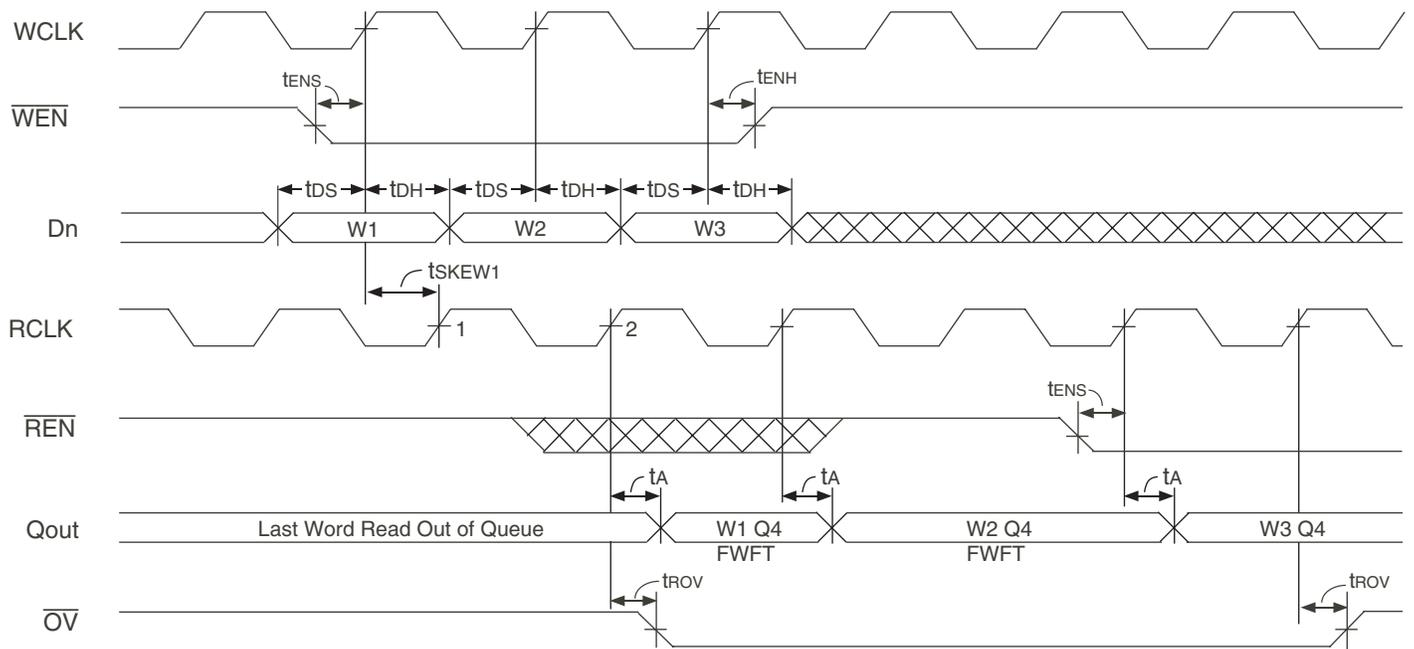 WCLK
tENS
tENH
WEN
tDS tDH tDS tDH tDS tDH
Dn
W1 W2 W3
tSKEW1
RCLK
1 2
tENS
REN
tA tA tA
Qout
Last Word Read Out of Queue W1 Q4 W2 Q4 W3 Q4
FWFT FWFT
tROV tROV
OV